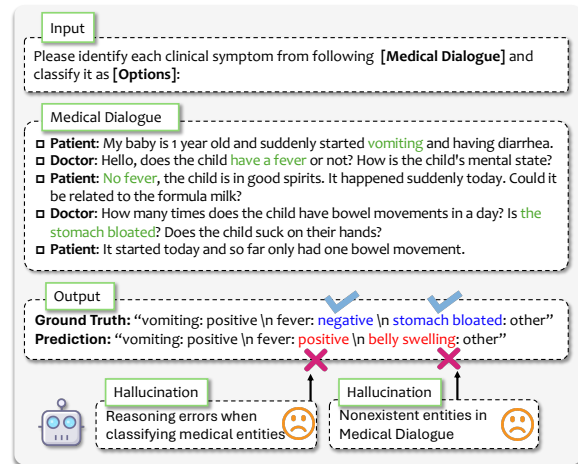 Input
Please identify each clinical symptom from following [Medical Dialogue] and
classify it as [Options]:
Medical Dialogue
Patient: My baby is 1 year old and suddenly started vomiting and having diarrhea.
Doctor: Hello, does the child have a fever or not? How is the child's mental state?
Patient: No fever, the child is in good spirits. It happened suddenly today. Could it
be related to the formula milk?
Doctor: How many times does the child have bowel movements in a day? Is the
stomach bloated? Does the child suck on their hands?
Patient: It started today and so far only had one bowel movement.
Output
Ground Truth: “vomiting: positive \n fever: negative \n stomach bloated: other”
Prediction: “vomiting: positive \n fever: positive \n belly swelling: other”
Hallucination
Reasoning errors when
classifying medical entities
Hallucination
Nonexistent entities in
Medical Dialogue